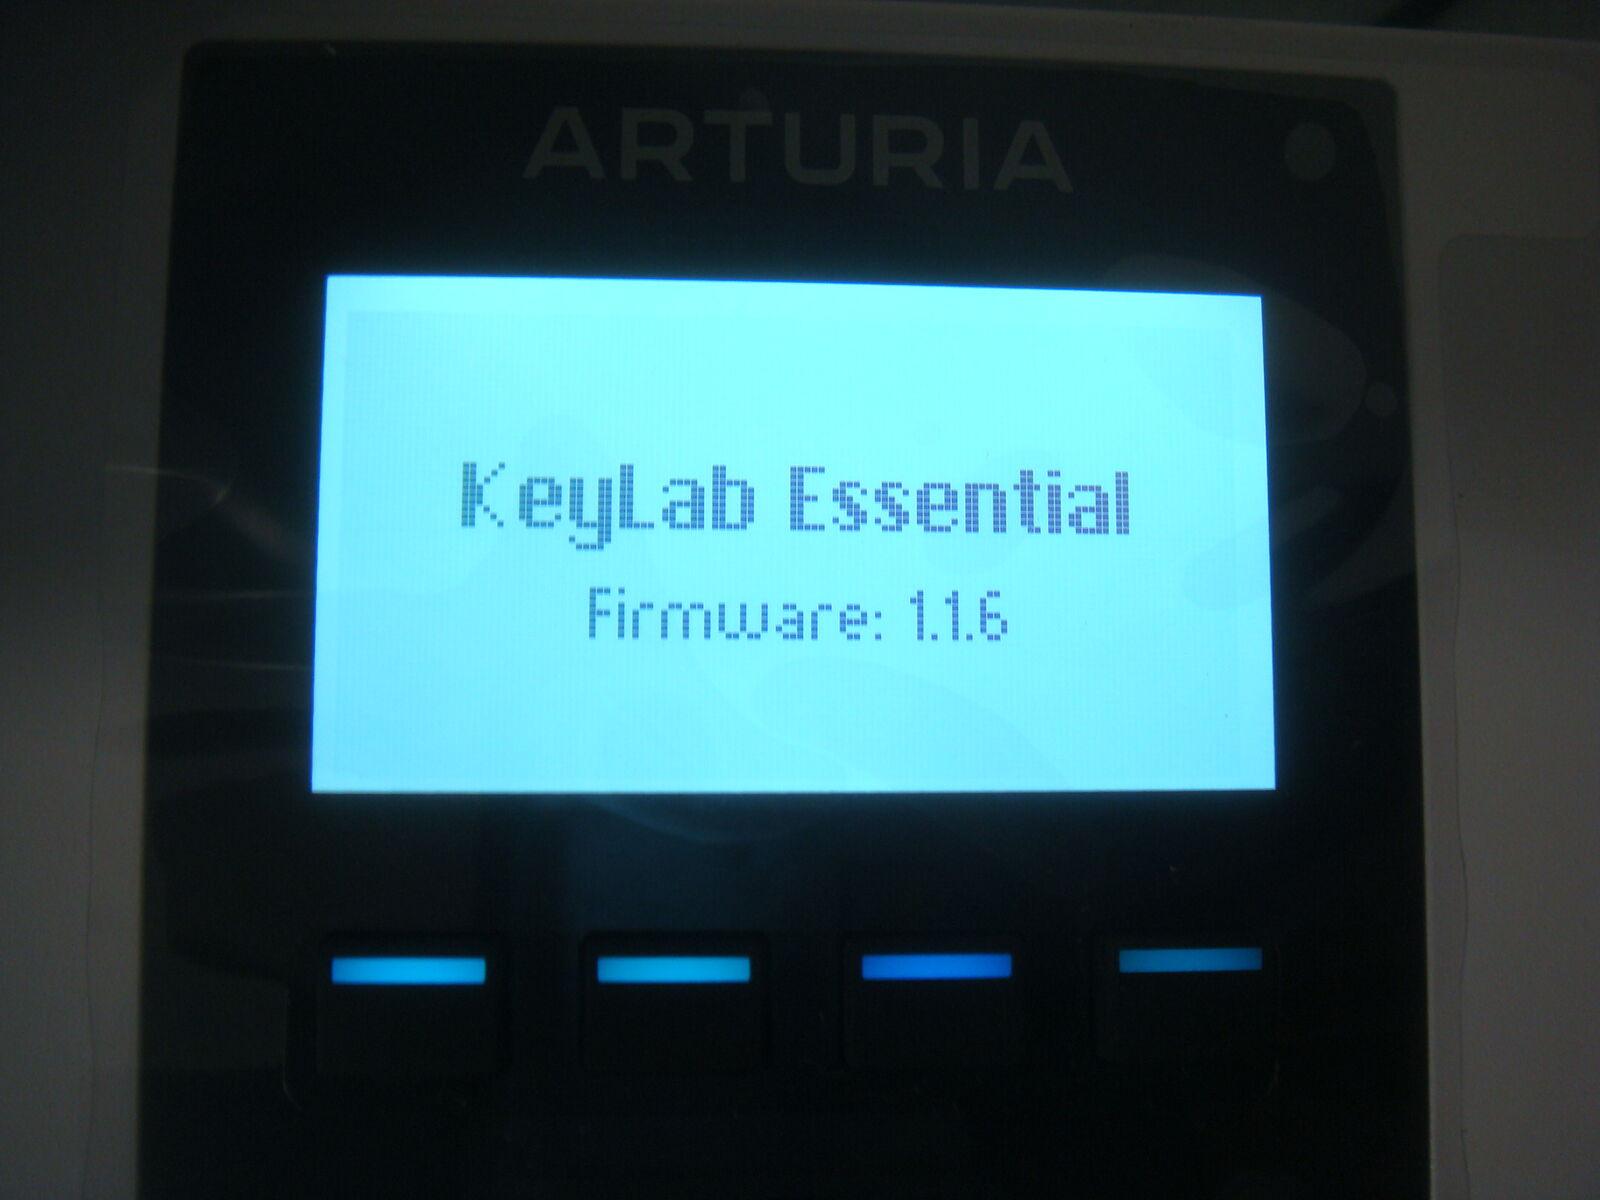 ARTURIA
KeyLab Essential
Firmware: 1.1.6